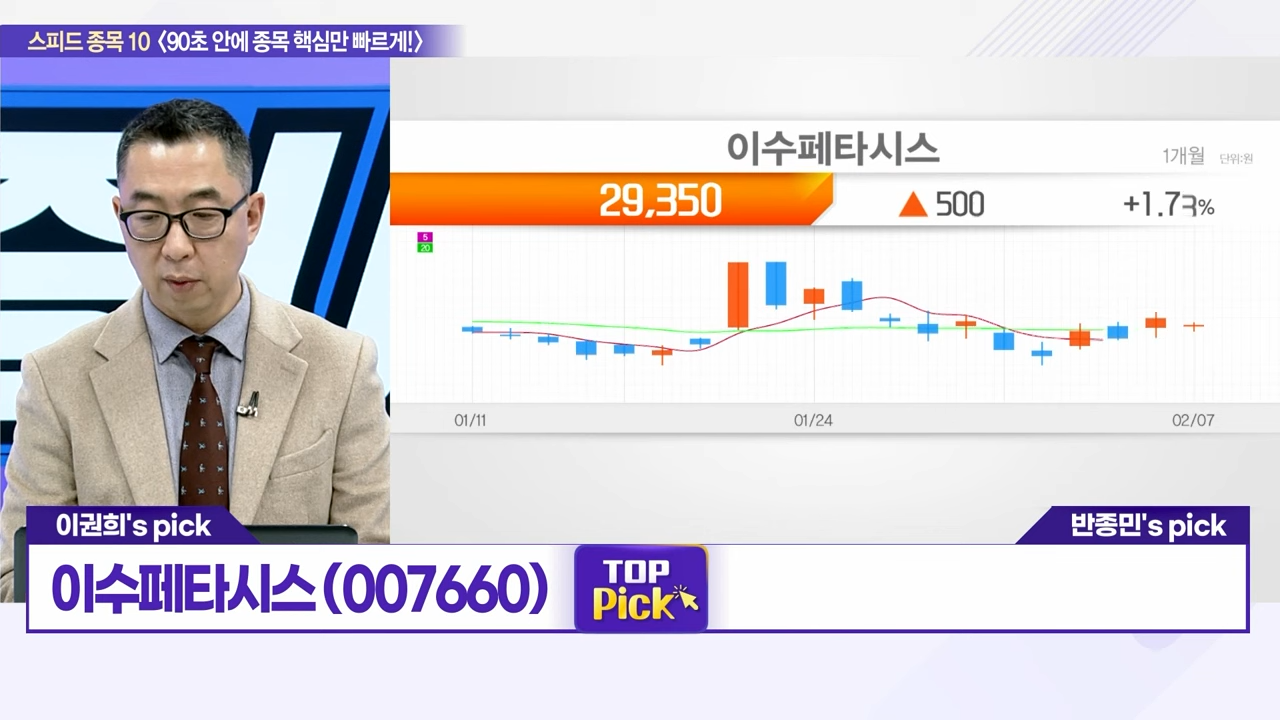 스피드 종목 10 〈90초 안에 종목 핵심만 빠르게!〉
이수페타시스
1개월 단위:원
29,350 ▲ 500 +1.73%
5
20
01/11 01/24 02/07
이권희's pick
반종민's pick
이수페타시스(007660)
TOP
Pick